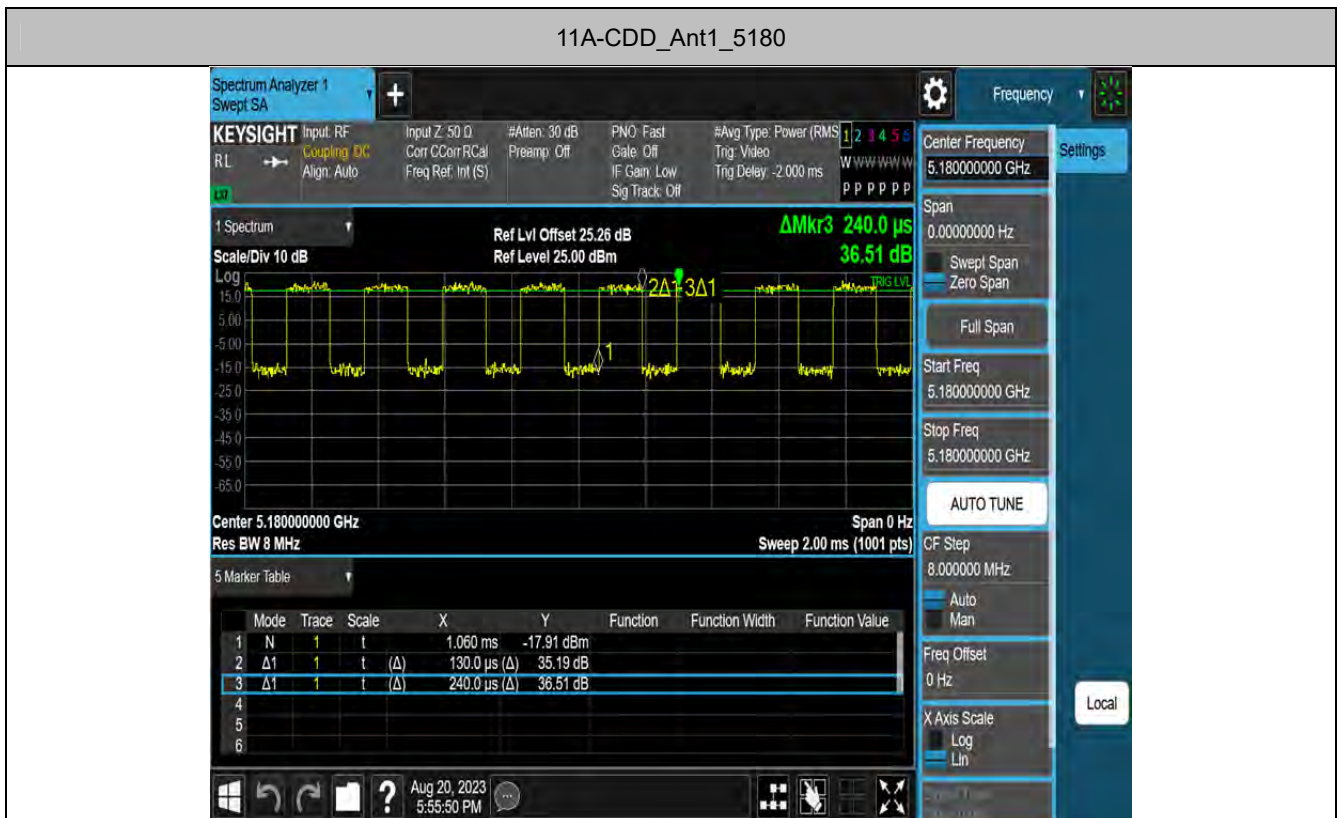 11A-CDD_Ant1_5180
Spectrum Analyzer 1
Swept SA
+
Frequency
KEYSIGHT
RL
Input: RF
Coupling: DC
Align: Auto
Input Z: 50 Ω
Corr CCorr RCal
Freq Ref: Int (S)
#Atten: 30 dB
Preamp: Off
PNO: Fast
Gate: Off
IF Gain: Low
Sig Track: Off
#Avg Type: Power (RMS
Trig: Video
Trig Delay: -2.000 ms
1 2 3 4 5 6
W W W W W W
P P P P P P
Center Frequency
5.180000000 GHz
Settings
Span
0.00000000 Hz
Swept Span
Zero Span
Full Span
Start Freq
5.180000000 GHz
Stop Freq
5.180000000 GHz
AUTO TUNE
CF Step
8.000000 MHz
Auto
Man
Freq Offset
0 Hz
X Axis Scale
Log
Lin
Local
1 Spectrum
Scale/Div 10 dB
Ref Lvl Offset 25.26 dB
Ref Level 25.00 dBm
ΔMkr3 240.0 µs
36.51 dB
Log
TRIG LVL
15.0
5.00
-5.00
-15.0
-25.0
-35.0
-45.0
-55.0
-65.0
2Δ1 3Δ1
1
Center 5.180000000 GHz
Span 0 Hz
Res BW 8 MHz
Sweep 2.00 ms (1001 pts)
5 Marker Table
Mode Trace Scale X Y Function Function Width Function Value
1 N 1 t 1.060 ms -17.91 dBm
2 Δ1 1 t (Δ) 130.0 µs (Δ) 35.19 dB
3 Δ1 1 t (Δ) 240.0 µs (Δ) 36.51 dB
4
5
6
?
Aug 20, 2023
5:55:50 PM